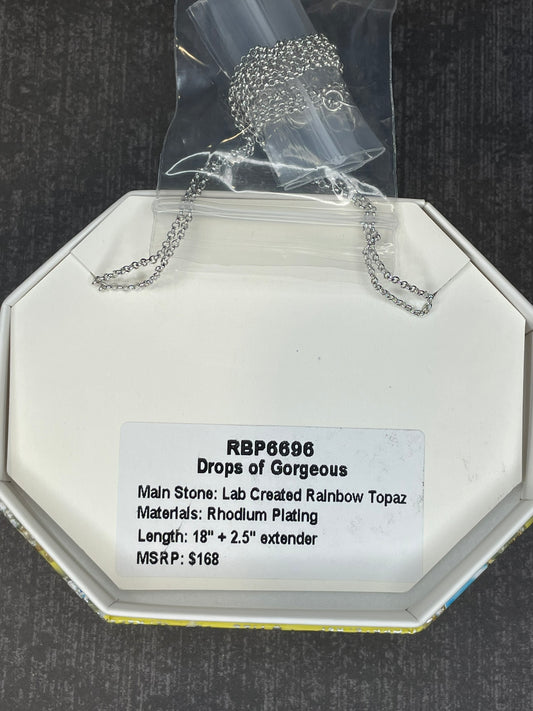 RBP6696
Drops of Gorgeous
Main Stone: Lab Created Rainbow Topaz
Materials: Rhodium Plating
Length: 18" + 2.5" extender
MSRP: $168